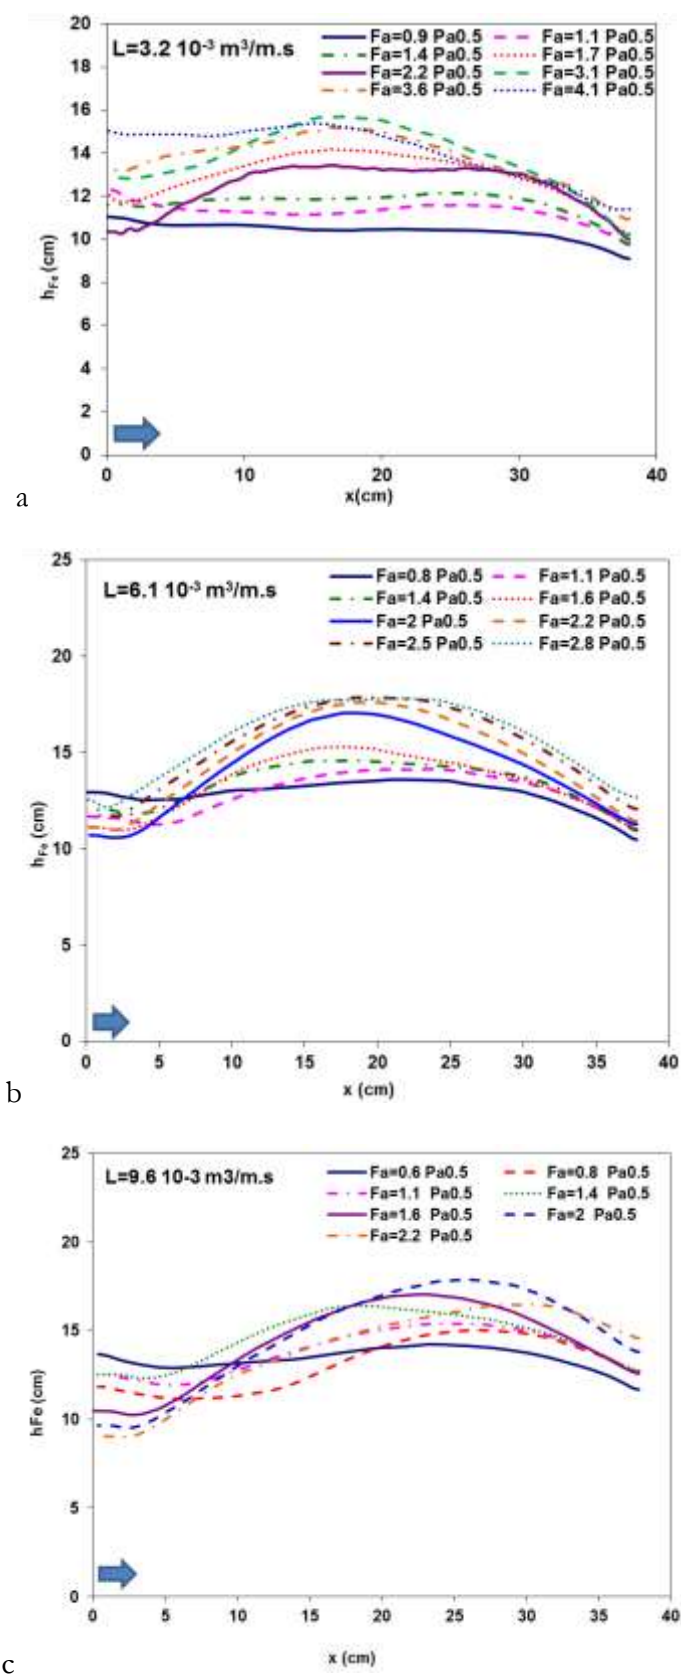 L=3.2 10-3 m3/m.s
Fa=0.9 Pa0.5 Fa=1.1 Pa0.5
Fa=1.4 Pa0.5 Fa=1.7 Pa0.5
Fa=2.2 Pa0.5 Fa=3.1 Pa0.5
Fa=3.6 Pa0.5 Fa=4.1 Pa0.5
20
18
16
14
12
10
8
6
4
2
0
hFe (cm)
0 10 20 30 40
x(cm)
a
L=6.1 10-3 m3/m.s
Fa=0.8 Pa0.5 Fa=1.1 Pa0.5
Fa=1.4 Pa0.5 Fa=1.6 Pa0.5
Fa=2 Pa0.5 Fa=2.2 Pa0.5
Fa=2.5 Pa0.5 Fa=2.8 Pa0.5
25
20
15
10
5
0
hFe (cm)
0 5 10 15 20 25 30 35 40
x (cm)
b
L=9.6 10-3 m3/m.s
Fa=0.6 Pa0.5 Fa=0.8 Pa0.5
Fa=1.1 Pa0.5 Fa=1.4 Pa0.5
Fa=1.6 Pa0.5 Fa=2 Pa0.5
Fa=2.2 Pa0.5
25
20
15
10
5
0
hFe (cm)
0 5 10 15 20 25 30 35 40
x (cm)
c